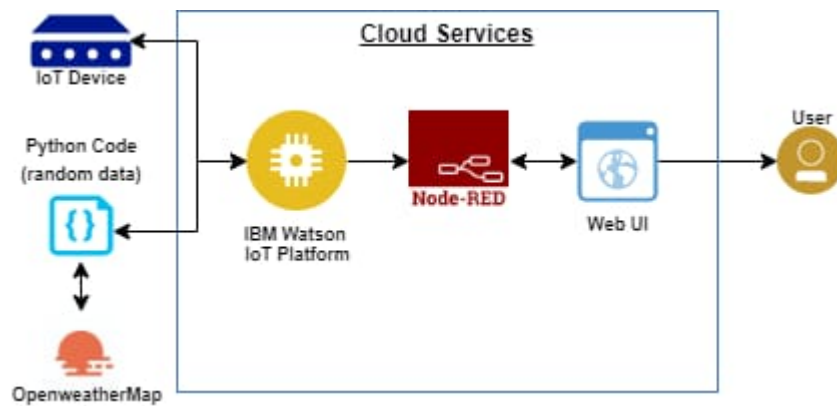 Cloud Services
IoT Device
Python Code
(random data)
{ }
OpenweatherMap
IBM Watson
IoT Platform
Node-RED
Web UI
User